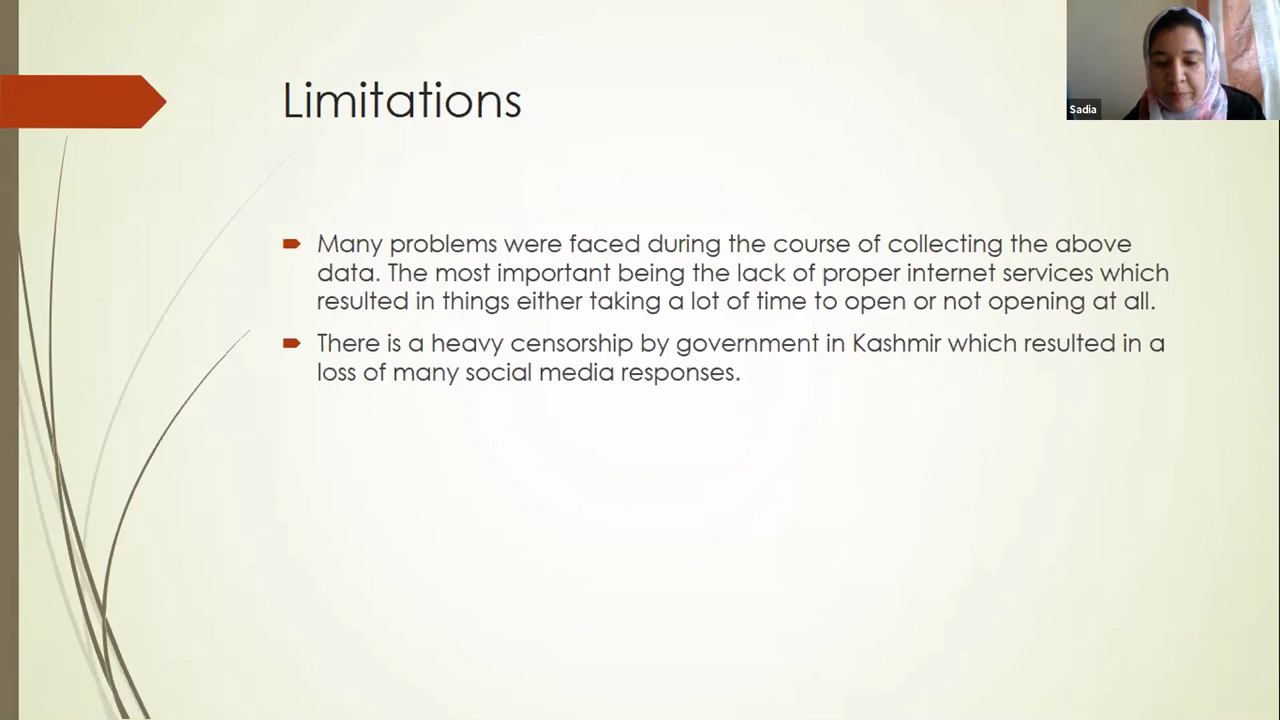 Limitations
Sadia
Many problems were faced during the course of collecting the above
data. The most important being the lack of proper internet services which
resulted in things either taking a lot of time to open or not opening at all.
There is a heavy censorship by government in Kashmir which resulted in a
loss of many social media responses.